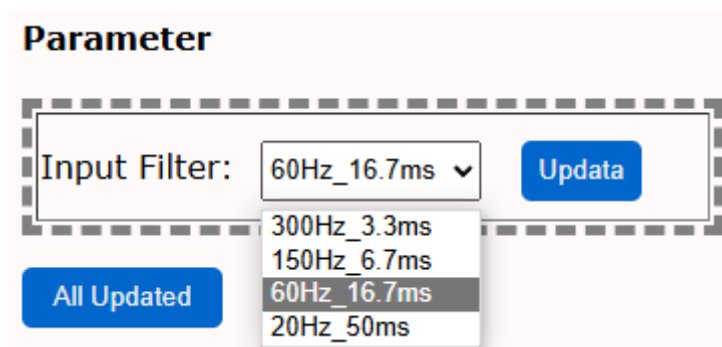 Parameter
Input Filter: 60Hz_16.7ms Updata
300Hz_3.3ms
150Hz_6.7ms
All Updated 60Hz_16.7ms
20Hz_50ms